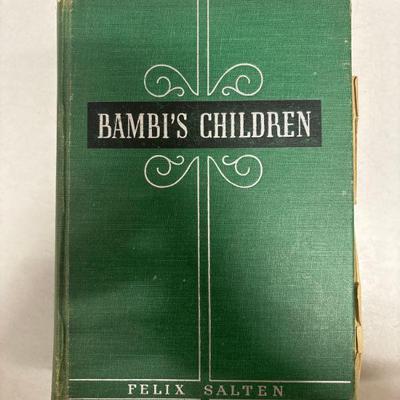 BAMBI'S CHILDREN
FELIX SALTEN